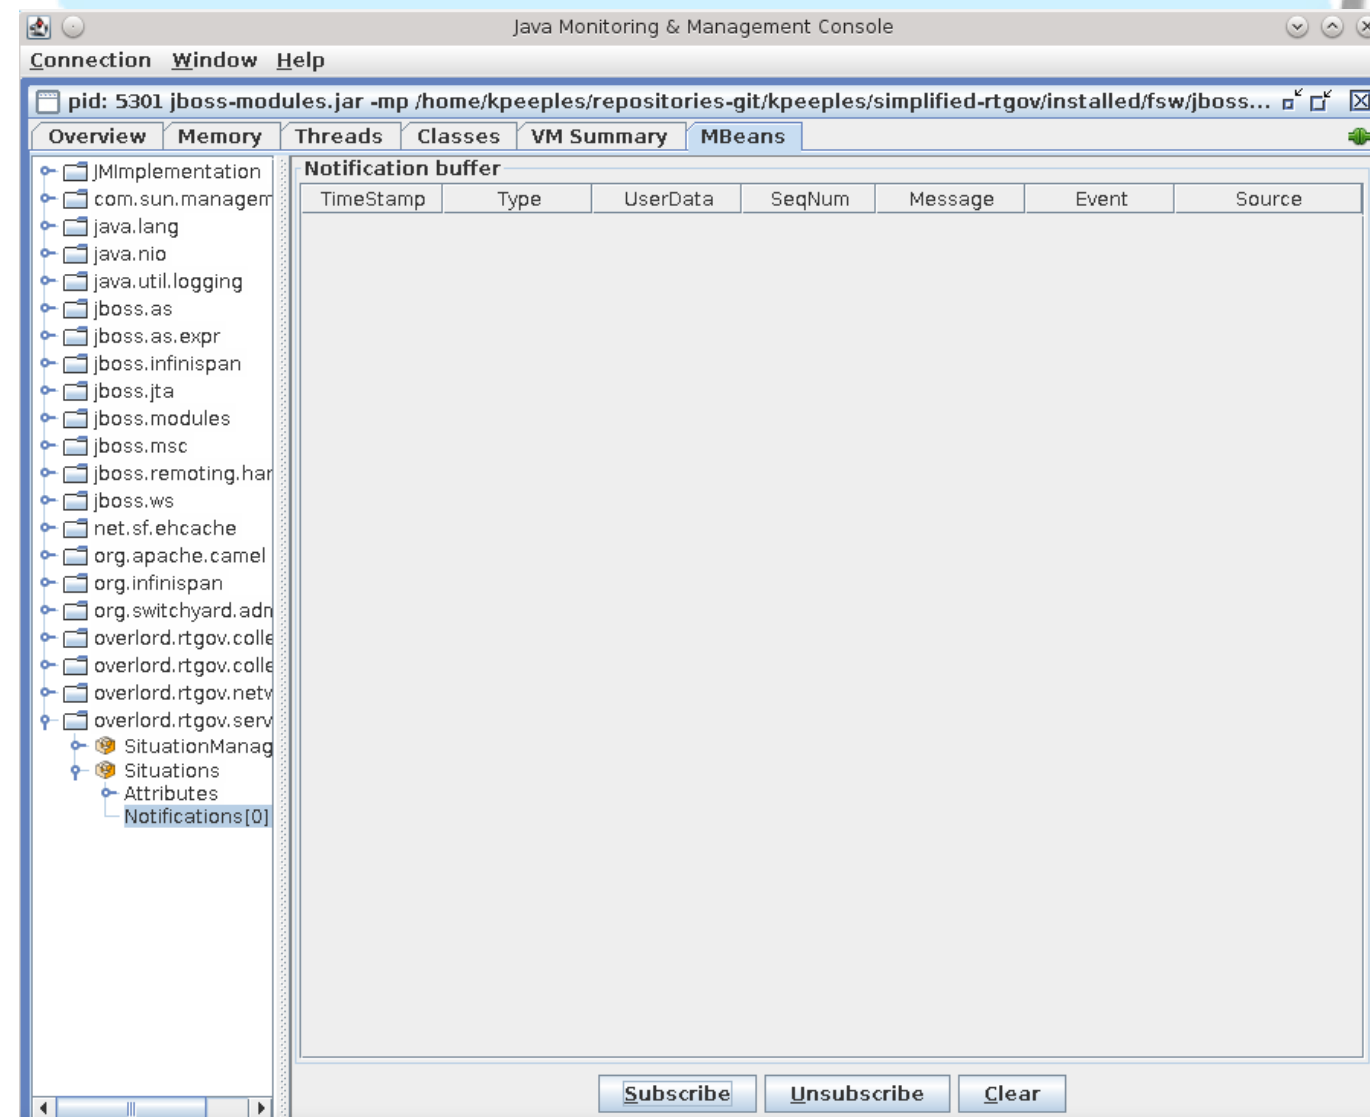 Java Monitoring & Management Console
Connection Window Help
pid: 5301 jboss-modules.jar -mp /home/kpeeples/repositories-git/kpeeples/simplified-rtgov/installed/fsw/jboss...
Overview Memory Threads Classes VM Summary MBeans
JMImplementation
com.sun.managem
java.lang
java.nio
java.util.logging
jboss.as
jboss.as.expr
jboss.infinispan
jboss.jta
jboss.modules
jboss.msc
jboss.remoting.har
jboss.ws
net.sf.ehcache
org.apache.camel
org.infinispan
org.switchyard.adm
overlord.rtgov.colle
overlord.rtgov.colle
overlord.rtgov.netw
overlord.rtgov.serv
SituationManag
Situations
Attributes
Notifications[0]
Notification buffer
TimeStamp Type UserData SeqNum Message Event Source
Subscribe Unsubscribe Clear